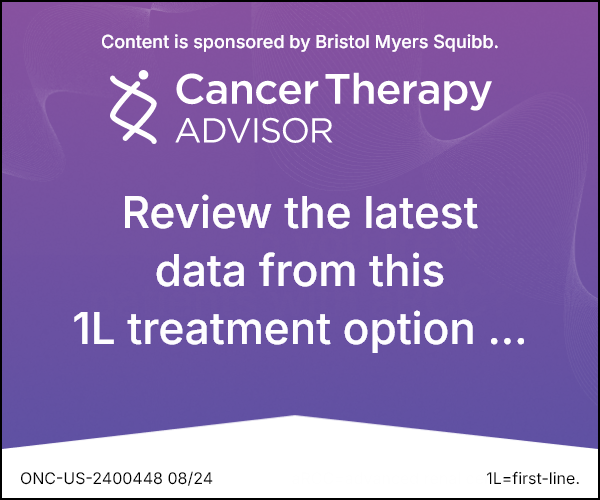 Content is sponsored by Bristol Myers Squibb.
Cancer Therapy
ADVISOR
Review the latest
data from this
1L treatment option ...
ONC-US-2400448 08/24
1L=first-line.